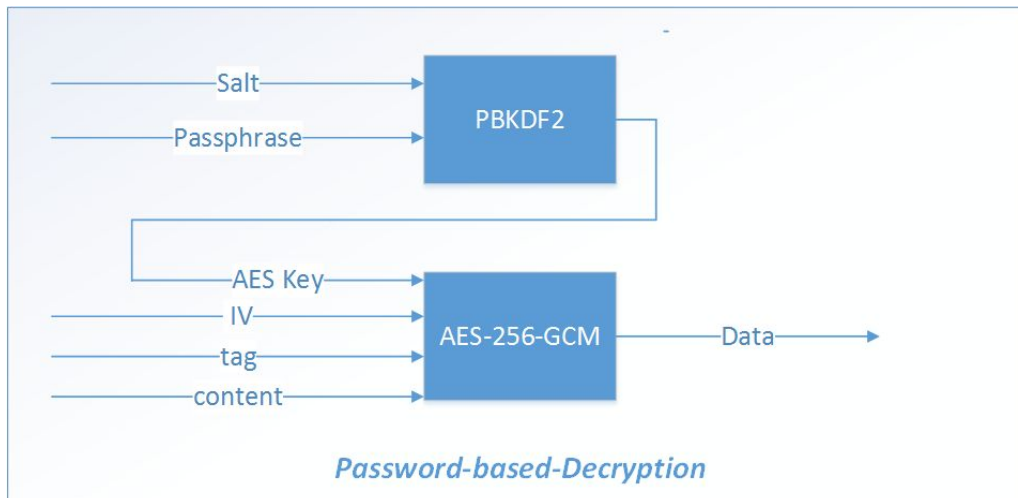 Salt
PBKDF2
Passphrase
AES Key
IV
AES-256-GCM
Data
tag
content
Password-based-Decryption